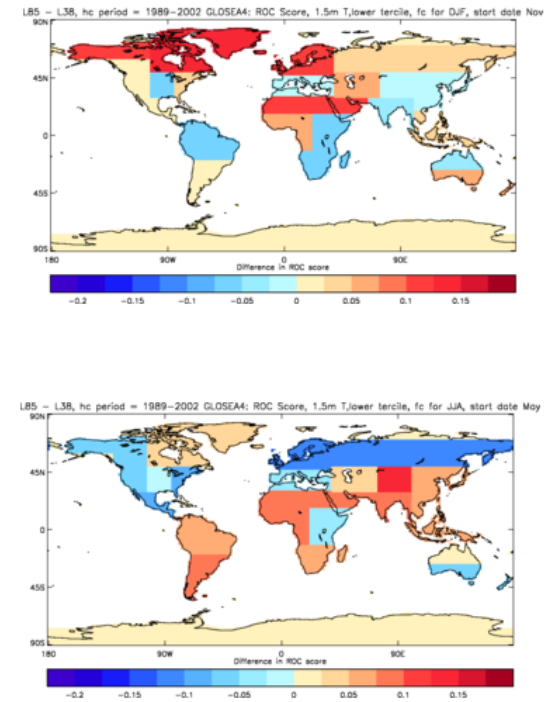 L85 − L38, hc period = 1989−2002 GLOSEA4: ROC Score, 1.5m T,lower tercile, fc for DJF, start date Nov
90N
45N
0
45S
90S
180 90W 0 90E
Difference in ROC score
−0.2 −0.15 −0.1 −0.05 0 0.05 0.1 0.15
L85 − L38, hc period = 1989−2002 GLOSEA4: ROC Score, 1.5m T,lower tercile, fc for JJA, start date May
90N
45N
0
45S
90S
180 90W 0 90E
Difference in ROC score
−0.2 −0.15 −0.1 −0.05 0 0.05 0.1 0.15